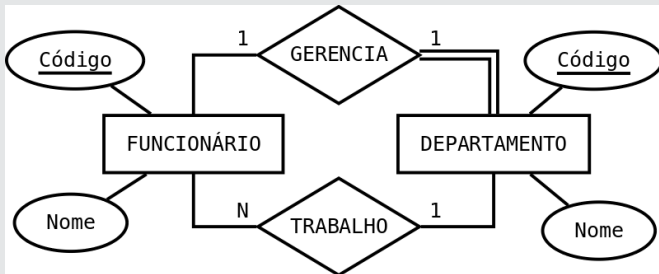 1 1
GERENCIA
Código Código
FUNCIONÁRIO DEPARTAMENTO
N 1
Nome TRABALHO Nome